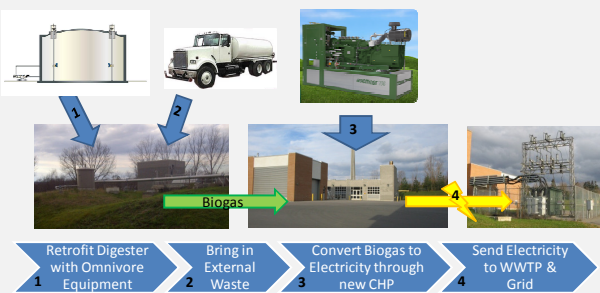 1
2
3
Biogas
4
Retrofit Digester
with Omnivore
Equipment
1
Bring in
External
Waste
2
Convert Biogas to
Electricity through
new CHP
3
Send Electricity
to WWTP &
Grid
4